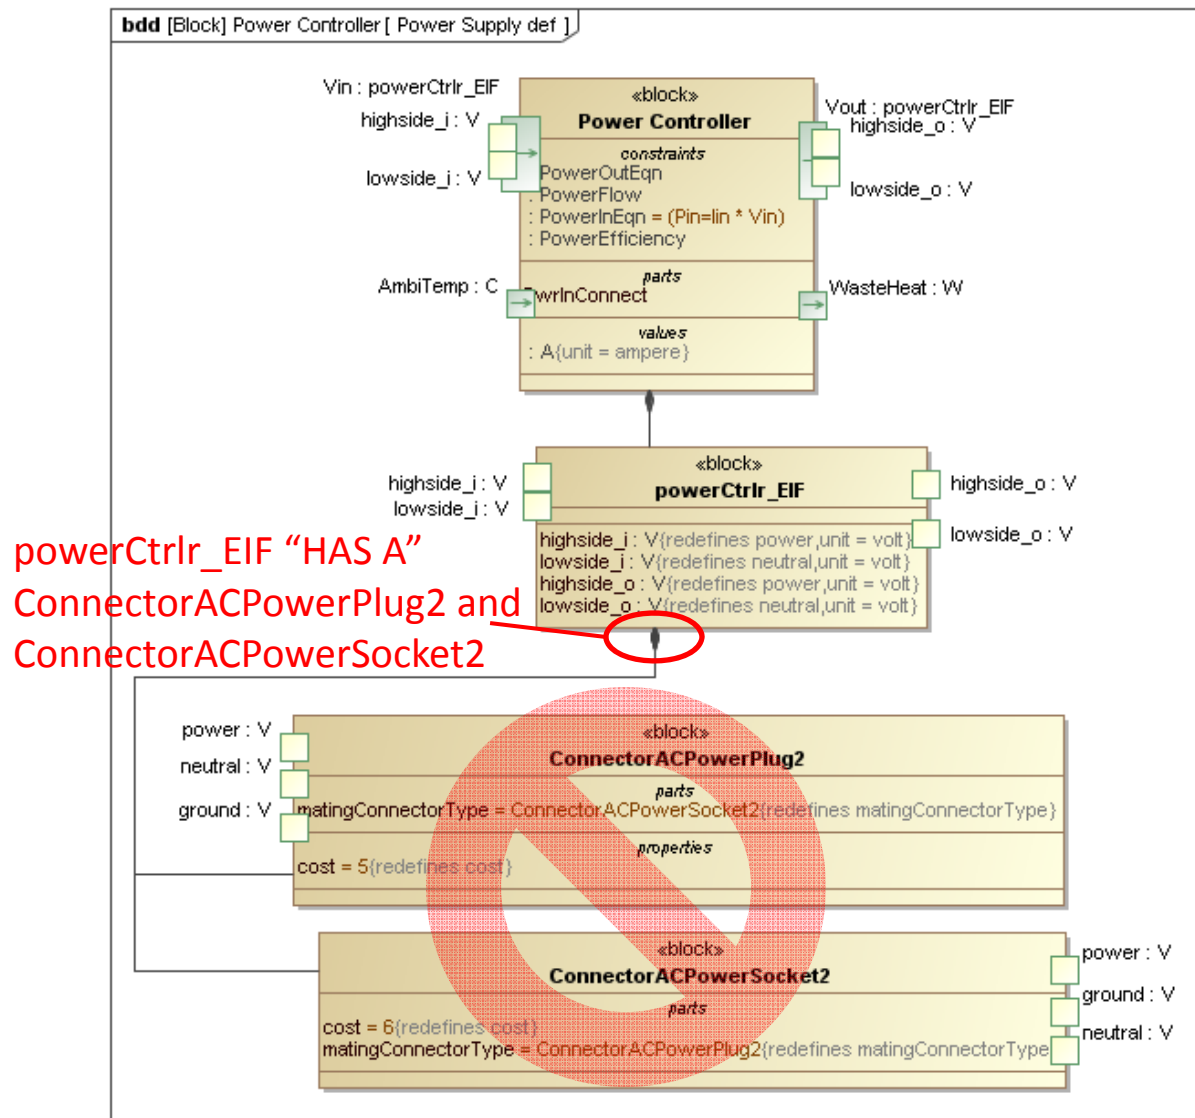 bdd [Block] Power Controller [ Power Supply def ]
Vin : powerCtrlr_EIF
highside_i : V
lowside_i : V
«block»
Power Controller
Vout : powerCtrlr_EIF
highside_o : V
lowside_o : V
constraints
: PowerOutEqn
: PowerFlow
: PowerInEqn = (Pin=Iin * Vin)
: PowerEfficiency
AmbiTemp : C
parts
PwrInConnect
WasteHeat : W
values
: A{unit = ampere}
highside_i : V
lowside_i : V
«block»
powerCtrlr_EIF
highside_o : V
lowside_o : V
highside_i : V{redefines power,unit = volt}
lowside_i : V{redefines neutral,unit = volt}
highside_o : V{redefines power,unit = volt}
lowside_o : V{redefines neutral,unit = volt}
powerCtrlr_EIF “HAS A”
ConnectorACPowerPlug2 and
ConnectorACPowerSocket2
power : V
neutral : V
ground : V
«block»
ConnectorACPowerPlug2
parts
matingConnectorType = ConnectorACPowerSocket2{redefines matingConnectorType}
properties
cost = 5{redefines cost}
«block»
ConnectorACPowerSocket2
power : V
ground : V
neutral : V
parts
cost = 6{redefines cost}
matingConnectorType = ConnectorACPowerPlug2{redefines matingConnectorType